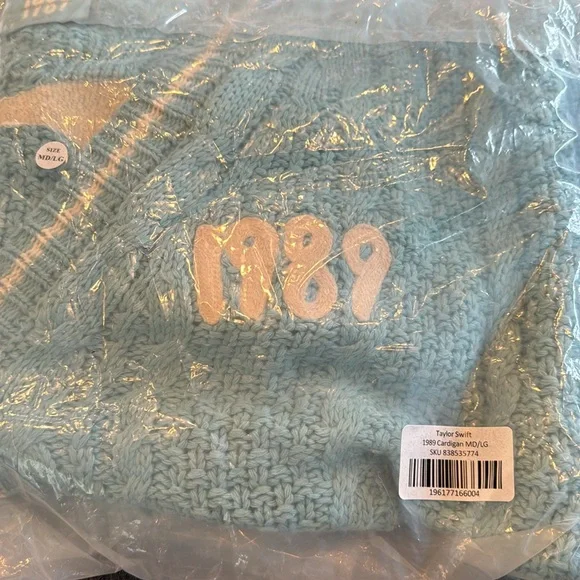 SIZE
MD/LG
1989
Taylor Swift
1989 Cardigan MD/LG
SKU 838535774
196177166004